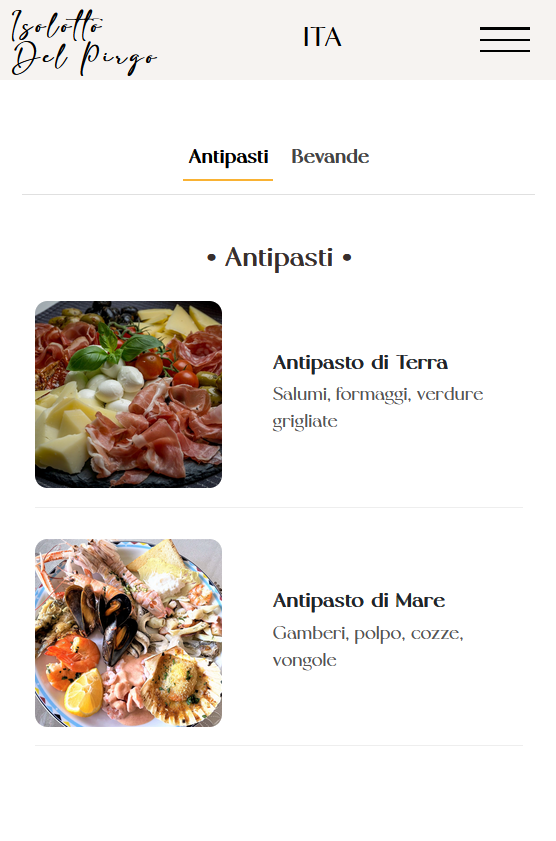 Isolotto
Del Pirgo
ITA
Antipasti Bevande
• Antipasti •
Antipasto di Terra
Salumi, formaggi, verdure
grigliate
Antipasto di Mare
Gamberi, polpo, cozze,
vongole